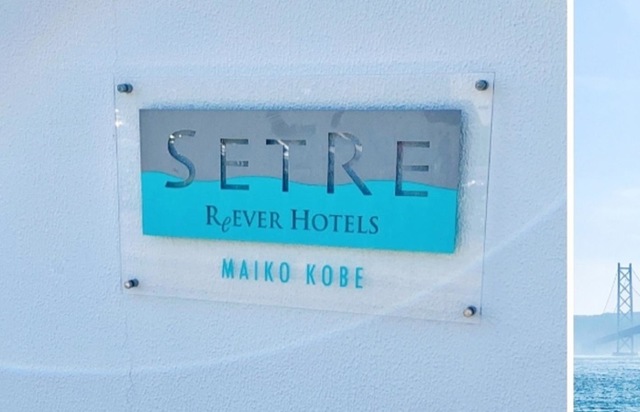 SETRE
ReEVER HOTELS
MAIKO KOBE